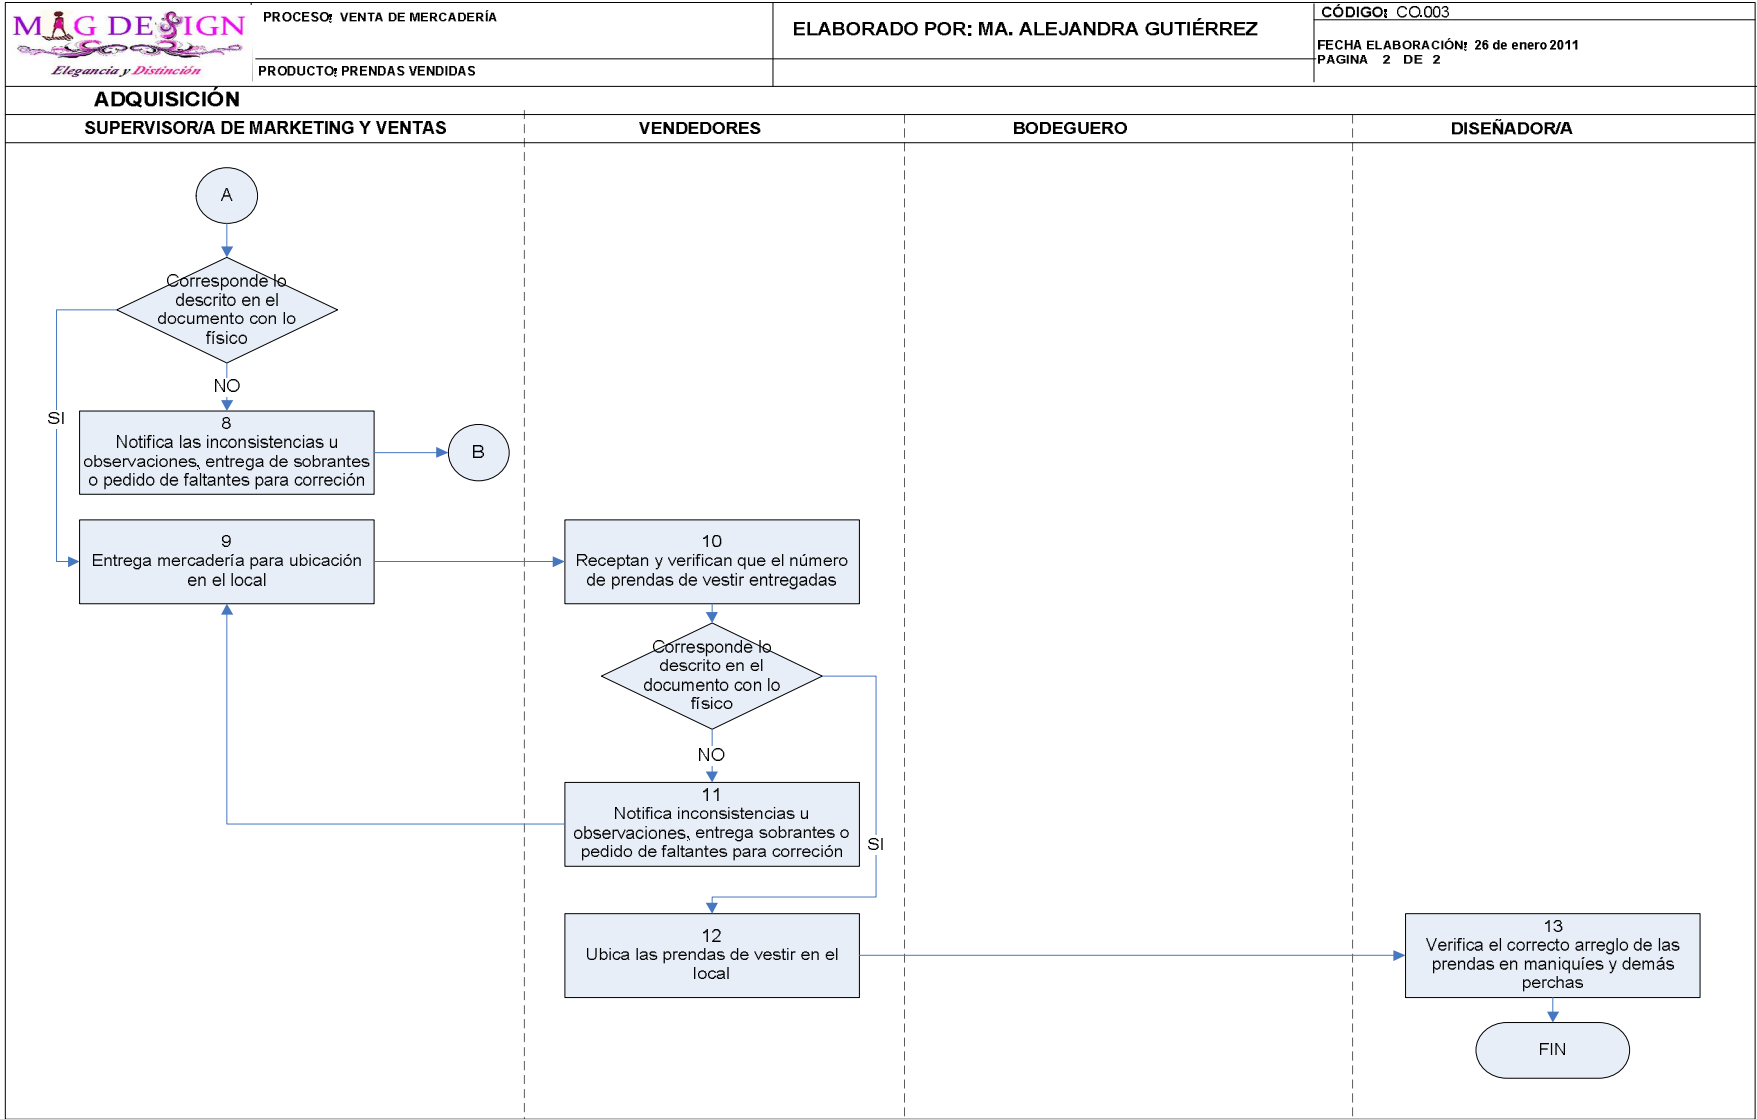 MAG DESIGN
Elegancia y Distinción
PROCESO: VENTA DE MERCADERÍA
PRODUCTO: PRENDAS VENDIDAS
ELABORADO POR: MA. ALEJANDRA GUTIÉRREZ
CÓDIGO: CO.003
FECHA ELABORACIÓN: 26 de enero 2011
PAGINA 2 DE 2
ADQUISICIÓN
SUPERVISOR/A DE MARKETING Y VENTAS
VENDEDORES
BODEGUERO
DISEÑADOR/A
A
Corresponde lo
descrito en el
documento con lo
físico
NO
SI
8
Notifica las inconsistencias u
observaciones, entrega de sobrantes
o pedido de faltantes para correción
B
9
Entrega mercadería para ubicación
en el local
10
Receptan y verifican que el número
de prendas de vestir entregadas
Corresponde lo
descrito en el
documento con lo
físico
NO
11
Notifica inconsistencias u
observaciones, entrega sobrantes o
pedido de faltantes para correción
SI
12
Ubica las prendas de vestir en el
local
13
Verifica el correcto arreglo de las
prendas en maniquíes y demás
perchas
FIN